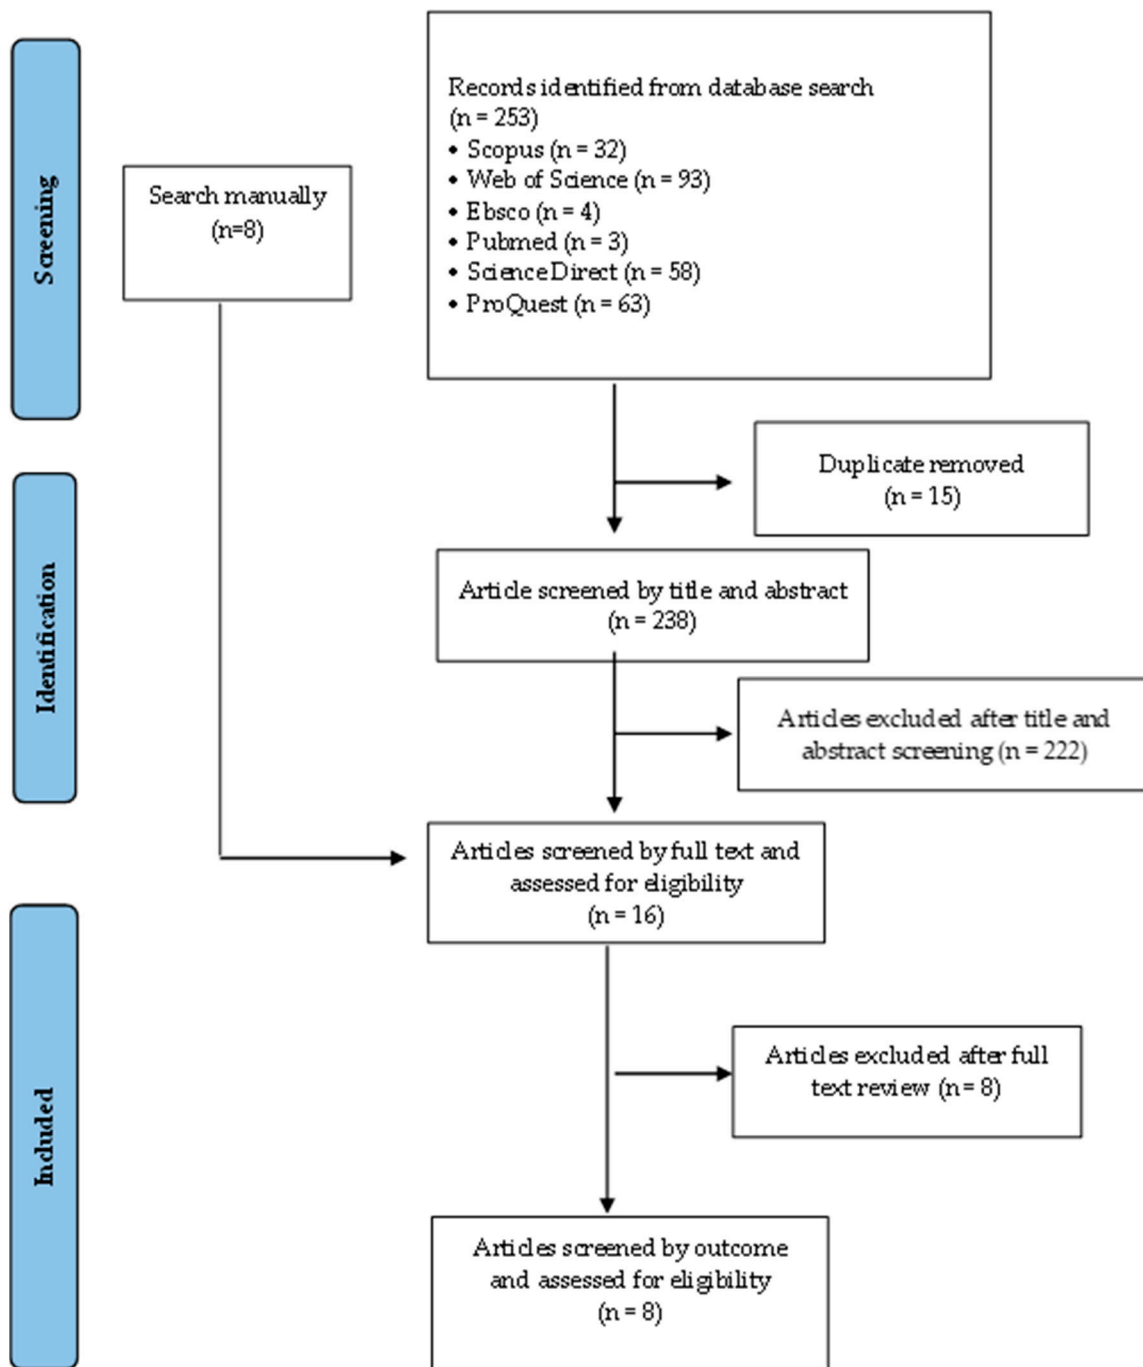 Screening
Search manually
(n=8)
Records identified from database search
(n = 253)
• Scopus (n = 32)
• Web of Science (n = 93)
• Ebsco (n = 4)
• Pubmed (n = 3)
• ScienceDirect (n = 58)
• ProQuest (n = 63)
Duplicate removed
(n = 15)
Identification
Article screened by title and abstract
(n = 238)
Articles excluded after title and
abstract screening (n = 222)
Articles screened by full text and
assessed for eligibility
(n = 16)
Included
Articles excluded after full
text review (n= 8)
Articles screened by outcome
and assessed for eligibility
(n = 8)